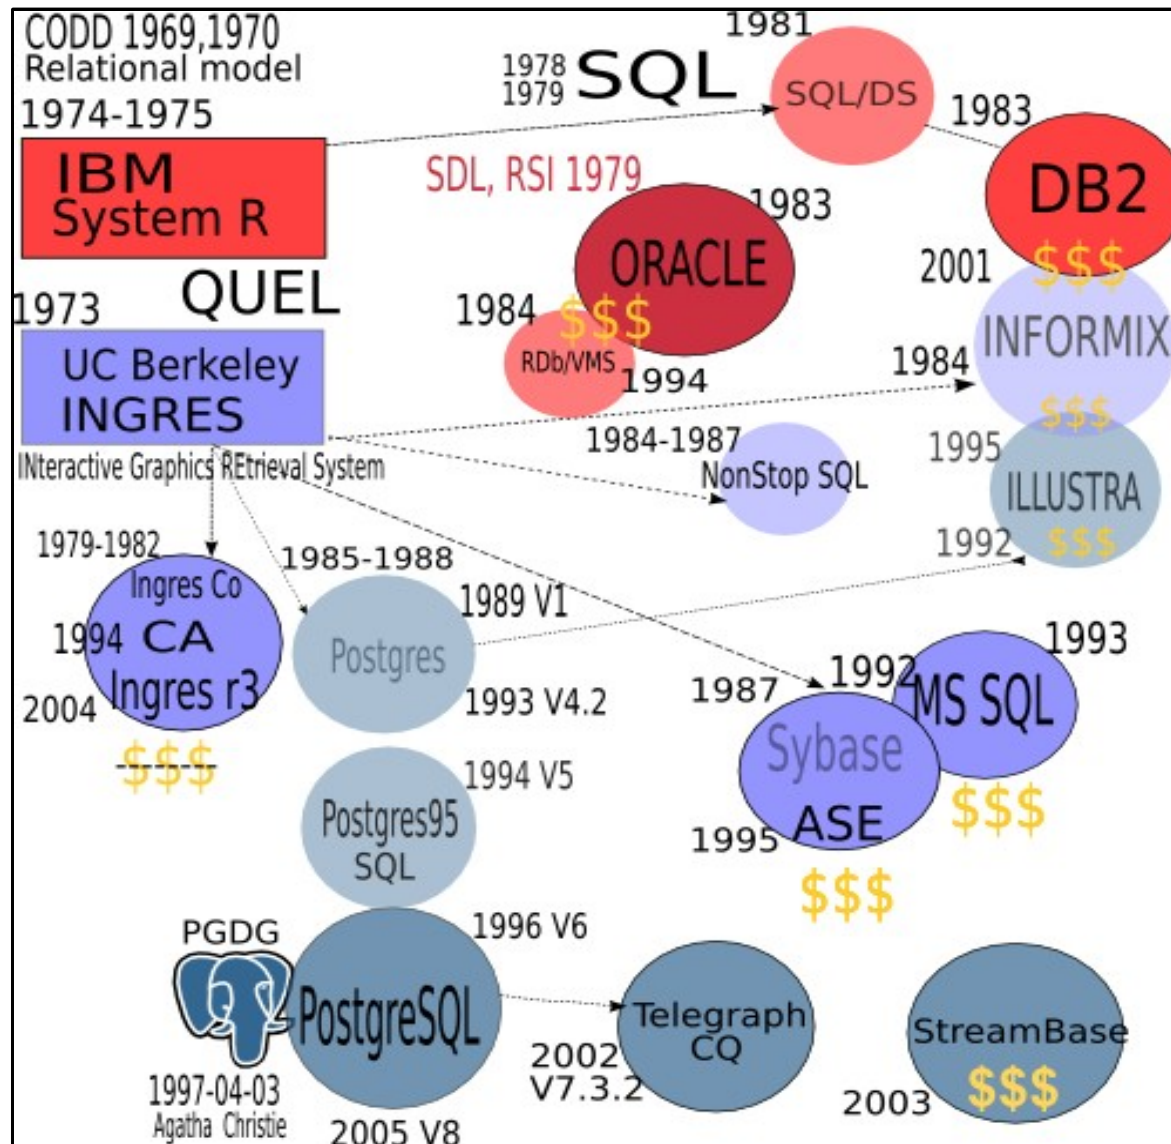 CODD 1969,1970
Relational model
1974-1975
IBM
System R
1978
1979
SQL
1981
SQL/DS
1983
DB2
$$$
SDL, RSI 1979
1983
ORACLE
$$$
1984
RDb/VMS
1994
2001
INFORMIX
$$$
1984
QUEL
1973
UC Berkeley
INGRES
INteractive Graphics REtrieval System
1984-1987
NonStop SQL
1995
ILLUSTRA
$$$
1992
1979-1982
Ingres Co
1994
CA
Ingres r3
2004
$$$
1985-1988
1989 V1
Postgres
1993 V4.2
1987
1992
1993
MS SQL
$$$
Sybase
ASE
1995
$$$
1994 V5
Postgres95
SQL
1996 V6
PGDG
PostgreSQL
1997-04-03
Agatha Christie
2005 V8
Telegraph
CQ
2002
V7.3.2
StreamBase
$$$
2003